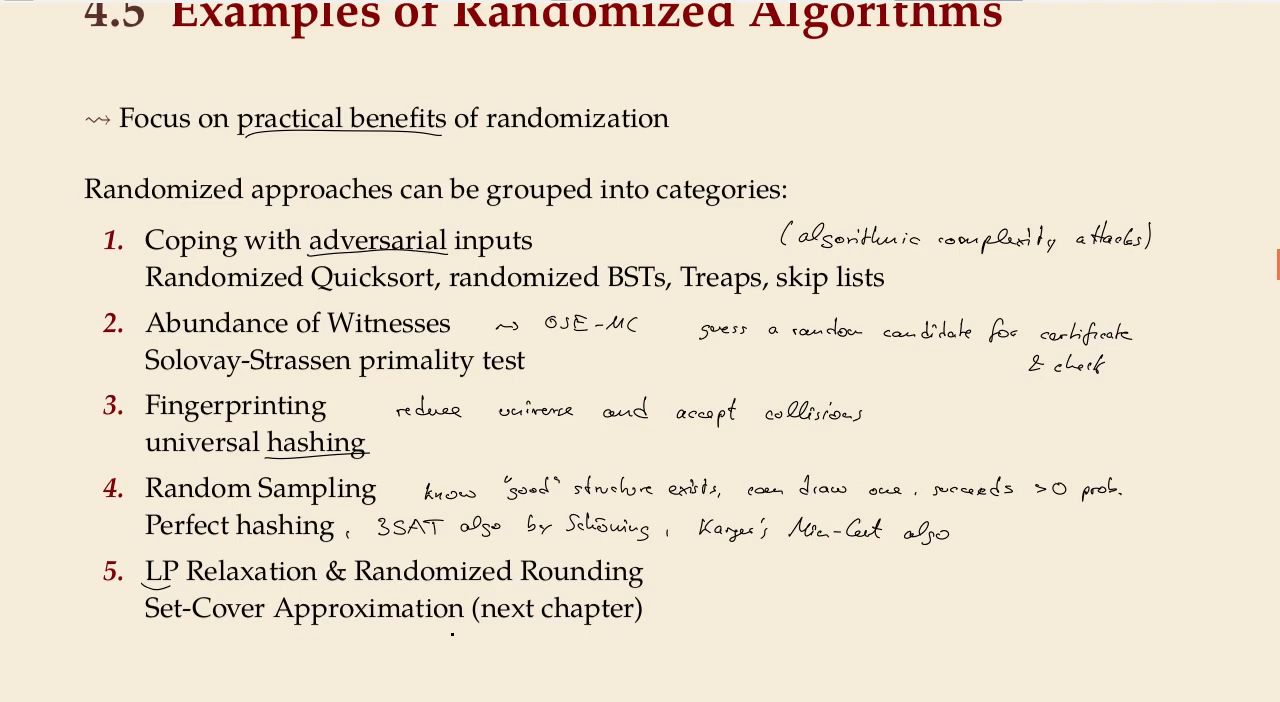 4.5 Examples of Randomized Algorithms
⇝ Focus on practical benefits of randomization
Randomized approaches can be grouped into categories:
1. Coping with adversarial inputs (algorithmic complexity attacks)
Randomized Quicksort, randomized BSTs, Treaps, skip lists
2. Abundance of Witnesses ⇝ OSE-MC guess a random candidate for certificate
Solovay-Strassen primality test & check
3. Fingerprinting reduce universe and accept collisions
universal hashing
4. Random Sampling know "good" structure exists, can draw one, succeeds >0 prob.
Perfect hashing, 3SAT algo by Schöning, Karger's Min-Cut algo
5. LP Relaxation & Randomized Rounding
Set-Cover Approximation (next chapter)